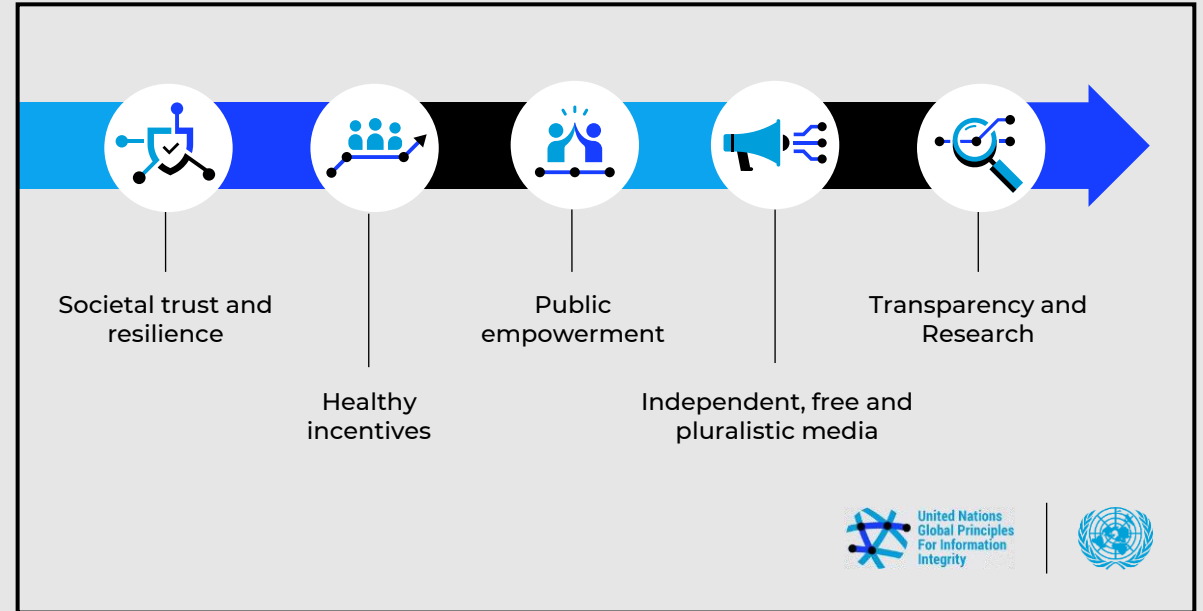 Societal trust and
resilience
Healthy
incentives
Public
empowerment
Independent, free and
pluralistic media
Transparency and
Research
United Nations
Global Principles
For Information
Integrity